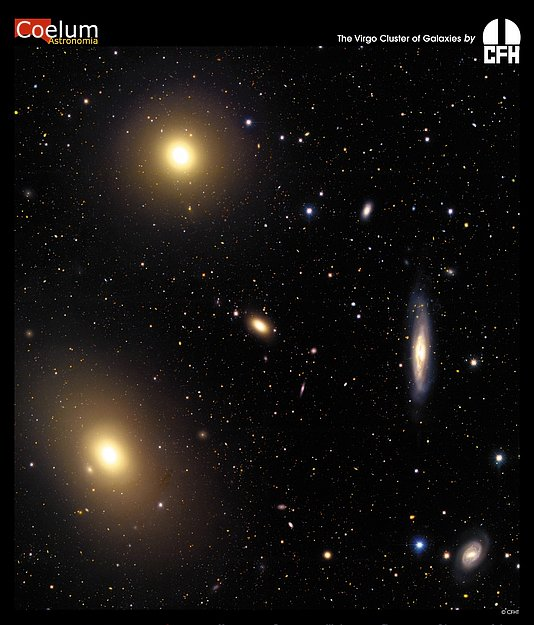 Coelum
Astronomia
The Virgo Cluster of Galaxies by
CFH
© CFHT